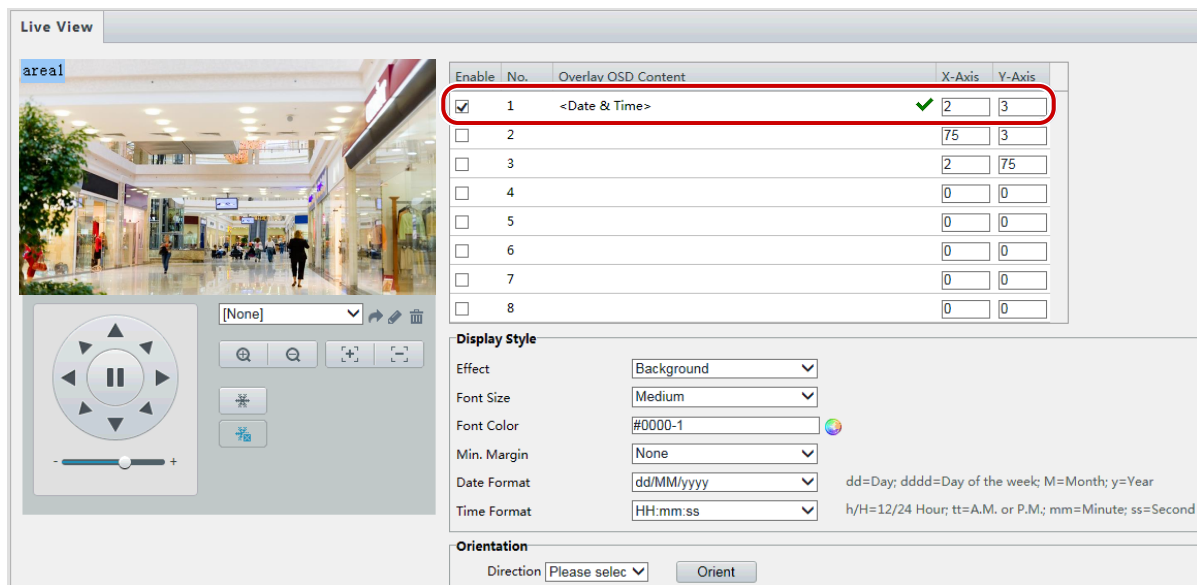 Live View
area1
Enable No. Overlay OSD Content X-Axis Y-Axis
1 <Date & Time> 2 3
2 75 3
3 2 75
4 0 0
5 0 0
6 0 0
7 0 0
8 0 0
[None]
- +
Display Style
Effect Background
Font Size Medium
Font Color #0000-1
Min. Margin None
Date Format dd/MM/yyyy dd=Day; dddd=Day of the week; M=Month; y=Year
Time Format HH:mm:ss h/H=12/24 Hour; tt=A.M. or P.M.; mm=Minute; ss=Second
Orientation
Direction Please selec Orient